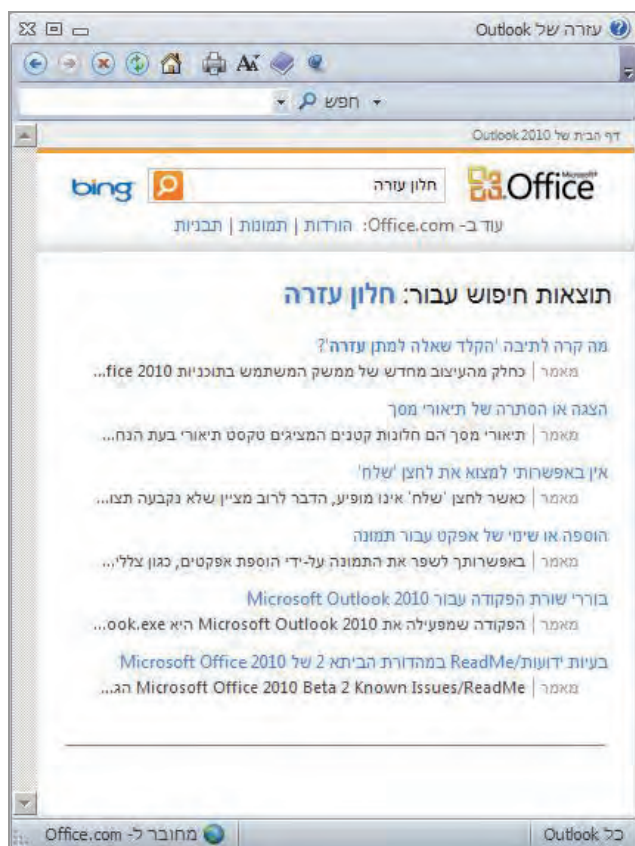 עזרה של Outlook
חפש
דף הבית של Outlook 2010
Microsoft®
Office
חלון עזרה
bing
עוד ב- Office.com: הורדות | תמונות | תבניות
תוצאות חיפוש עבור: חלון עזרה
מה קרה לתיבה 'הקלד שאלה למתן עזרה'?
מאמר | כחלק מהעיצוב מחדש של ממשק המשתמש בתוכניות fice 2010...
הצגה או הסתרה של תיאורי מסך
מאמר | תיאורי מסך הם חלונות קטנים המציגים טקסט תיאורי בעת הנח...
אין באפשרותי למצוא את לחצן 'שלח'
מאמר | כאשר לחצן 'שלח' אינו מופיע, הדבר לרוב מציין שלא נקבעה תצו...
הוספה או שינוי של אפקט עבור תמונה
מאמר | באפשרותך לשפר את התמונה על-ידי הוספת אפקטים, כגון צללי...
בוררי שורת הפקודה עבור Microsoft Outlook 2010
מאמר | הפקודה שמפעילה את Microsoft Outlook 2010 היא ook.exe...
בעיות ידועות/ReadMe במהדורת הביתא 2 של Microsoft Office 2010
מאמר | Microsoft Office 2010 Beta 2 Known Issues/ReadMe הג...
כל Outlook
מחובר ל- Office.com